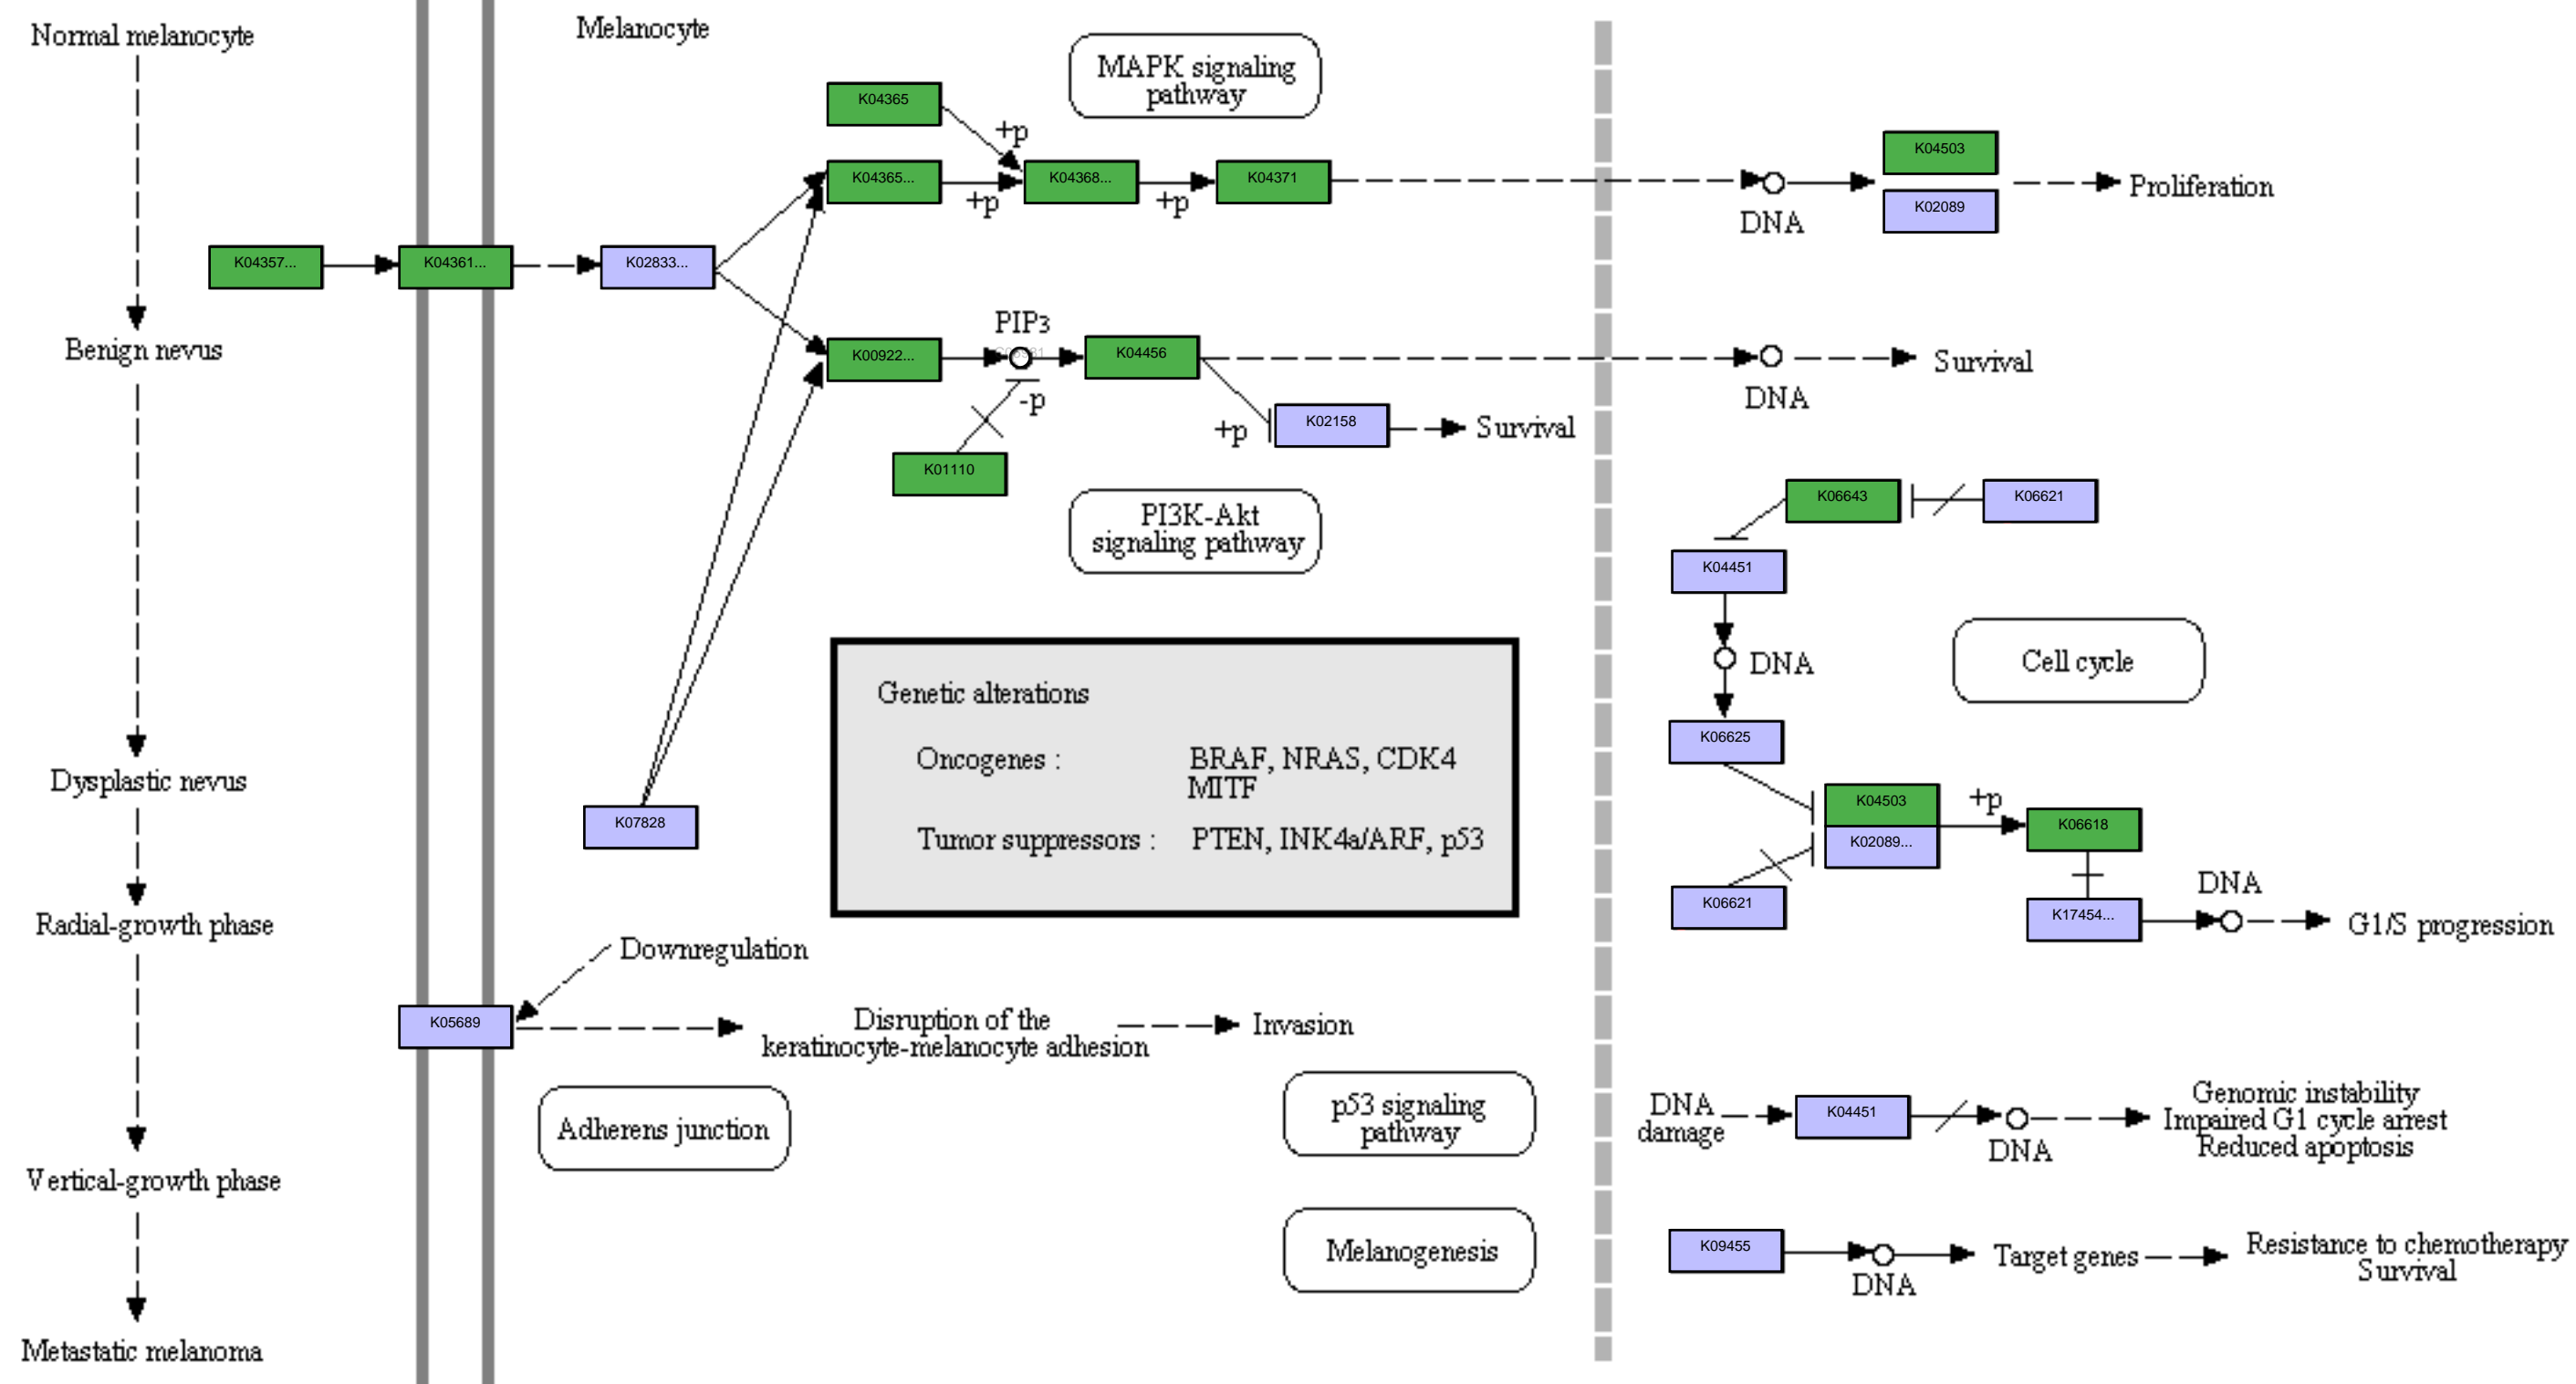 Normal melanocyte
Benign nevus
Dysplastic nevus
Radial-growth phase
Vertical-growth phase
Metastatic melanoma
Melanocyte
MAPK signaling
pathway
K04365
+p
K04365...
+p
K04368...
+p
K04371
DNA
K04503
K02089
Proliferation
K04357...
K04361...
K02833...
K00922...
PIP3
K04456
DNA
Survival
-p
K01110
+p
K02158
Survival
PI3K-Akt
signaling pathway
K06643
K06621
K04451
DNA
K06625
Cell cycle
K04503
K02089...
+p
K06618
K06621
K17454...
DNA
G1/S progression
Genetic alterations
Oncogenes : BRAF, NRAS, CDK4
MITF
Tumor suppressors : PTEN, INK4a/ARF, p53
K07828
Downregulation
K05689
Disruption of the
keratinocyte-melanocyte adhesion
Invasion
Adherens junction
p53 signaling
pathway
Melanogenesis
DNA
damage
K04451
DNA
Genomic instability
Impaired G1 cycle arrest
Reduced apoptosis
K09455
DNA
Target genes
Resistance to chemotherapy
Survival